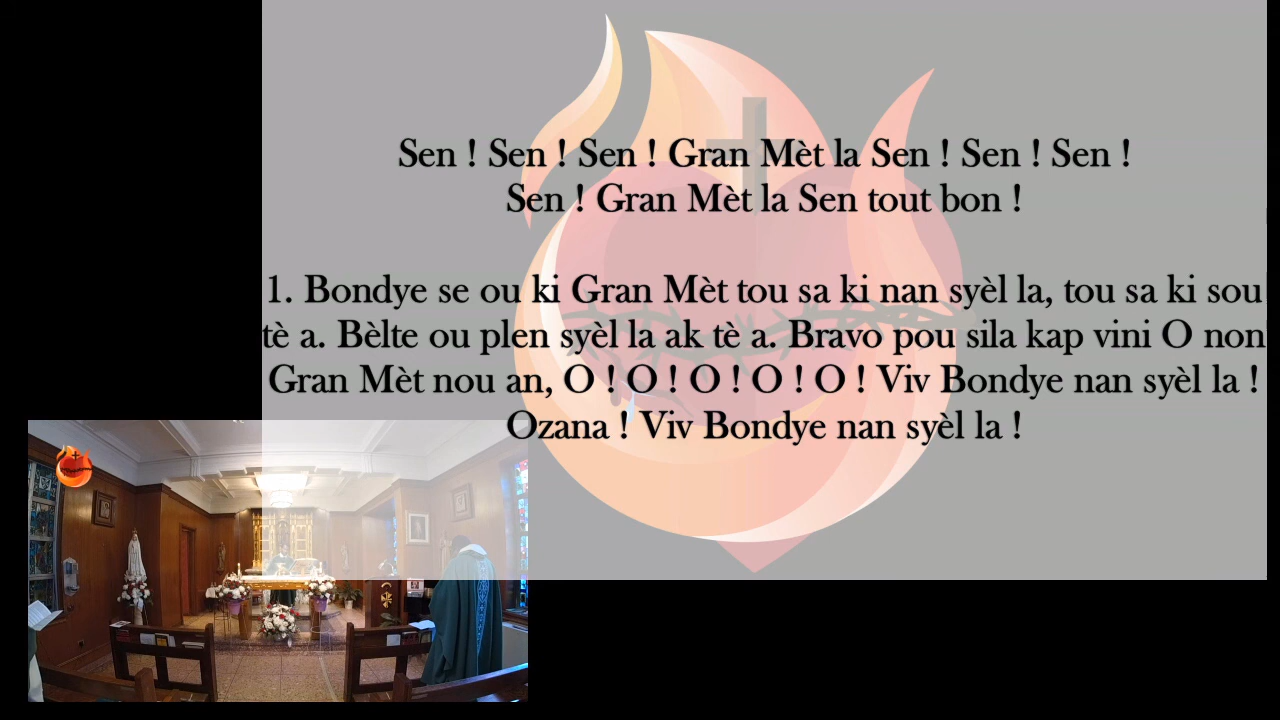 Sen ! Sen ! Sen ! Gran Mèt la Sen ! Sen ! Sen !
Sen ! Gran Mèt la Sen tout bon !
1. Bondye se ou ki Gran Mèt tou sa ki nan syèl la, tou sa ki sou
tè a. Bèlte ou plen syèl la ak tè a. Bravo pou sila kap vini O non
Gran Mèt nou an, O ! O ! O ! O ! O ! Viv Bondye nan syèl la !
Ozana ! Viv Bondye nan syèl la !